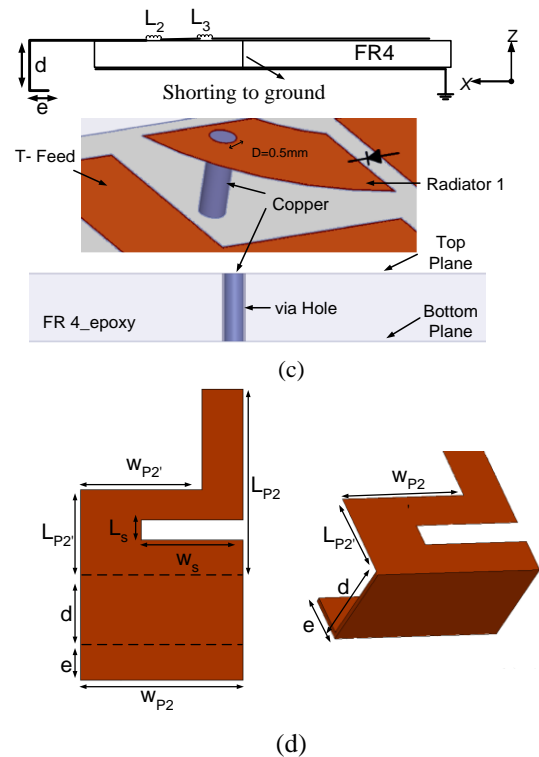 L2 L3
Z
FR4
d
X
Shorting to ground
e
D=0.5mm
T- Feed
Radiator 1
Copper
Top
Plane
via Hole
Bottom
Plane
FR 4_epoxy
(c)
wP2'
LP2
wP2
LP2'
Ls
ws
LP2'
d
d
e
e
wP2
(d)